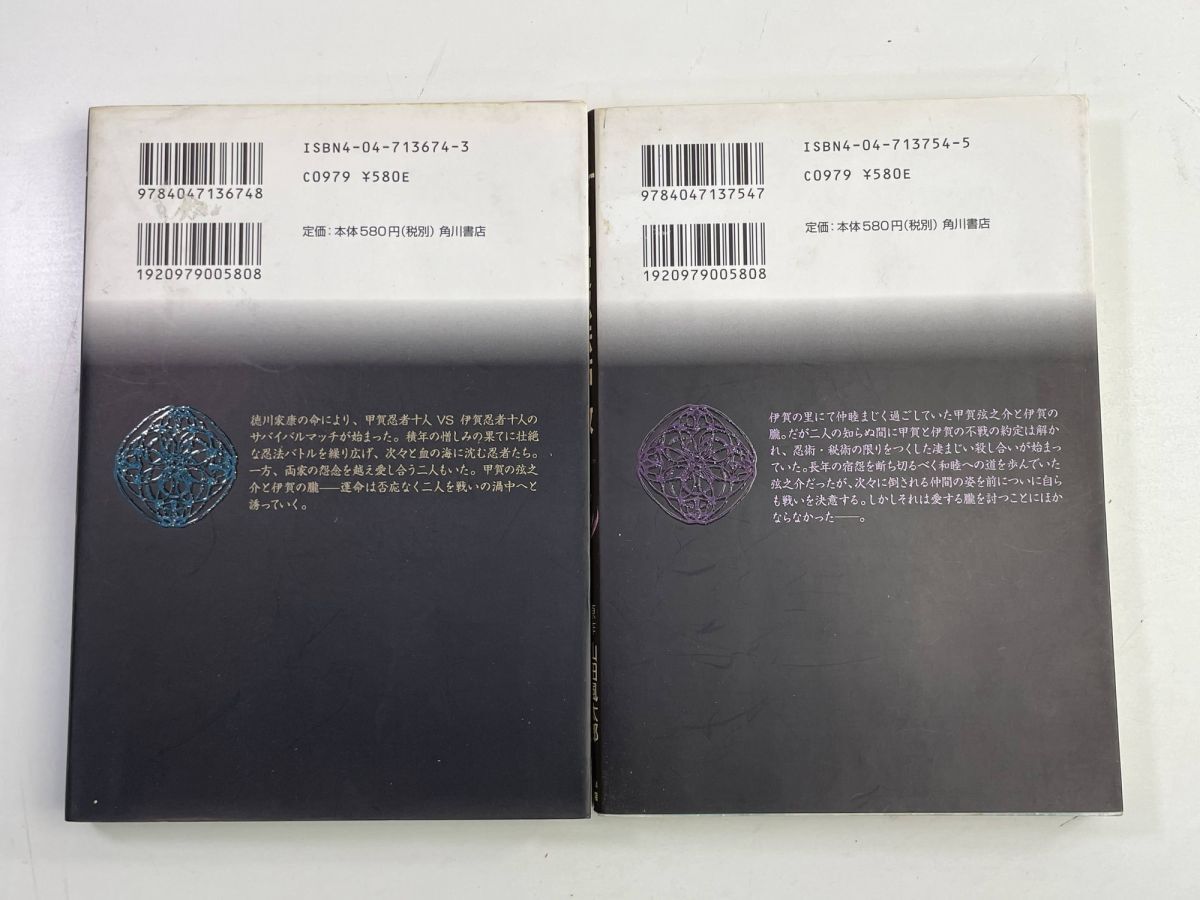 ISBN4-04-713674-3
C0979 ¥580E
9784047136748
定価：本体580円（税別）角川書店
1920979005808
徳川家康の命により、甲賀忍者十人 VS 伊賀忍者十人の
サバイバルマッチが始まった。積年の憎しみの果てに壮絶
な忍法バトルを繰り広げ、次々と血の海に沈む忍者たち。
一方、両家の怨念を越え愛し合う二人もいた。甲賀の弦之
介と伊賀の朧――運命は否応なく二人を戦いの渦中へと
誘っていく。
ISBN4-04-713754-5
C0979 ¥580E
9784047137547
定価：本体580円（税別）角川書店
1920979005808
伊賀の里にて仲睦まじく過ごしていた甲賀弦之介と伊賀の
朧。だが二人の知らぬ間に甲賀と伊賀の不戦の約定は解か
れ、忍術・秘術の限りをつくした凄まじい殺し合いが始まっ
ていた。長年の宿怨を断ち切るべく和睦への道を歩んでいた
弦之介だったが、次々に倒される仲間の姿を前についに自ら
も戦いを決意する。しかしそれは愛する朧を討つことにほか
ならなかった――。